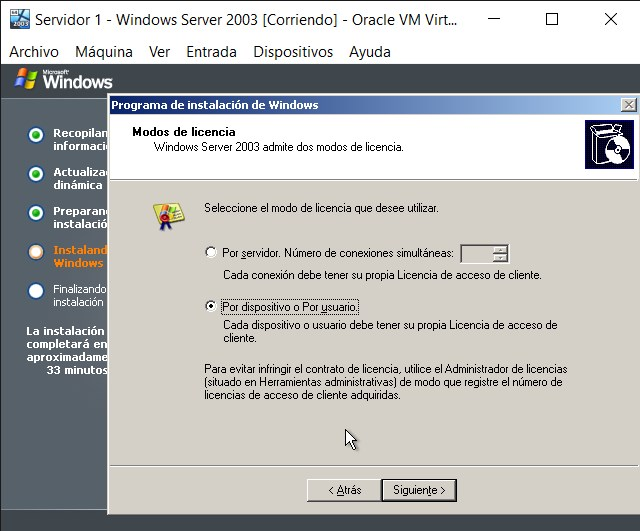 Servidor 1 - Windows Server 2003 [Corriendo] - Oracle VM Virt...
Archivo Máquina Ver Entrada Dispositivos Ayuda
Microsoft
Windows
Programa de instalación de Windows
Modos de licencia
Windows Server 2003 admite dos modos de licencia.
Recopilan
informaci
Actualiza
dinámica
Preparan
instalació
Instaland
Windows
Finalizando
instalación
La instalación
completará en
aproximadame
33 minutos
Seleccione el modo de licencia que desee utilizar.
Por servidor. Número de conexiones simultáneas:
Cada conexión debe tener su propia Licencia de acceso de cliente.
Por dispositivo o Por usuario.
Cada dispositivo o usuario debe tener su propia Licencia de acceso de
cliente.
Para evitar infringir el contrato de licencia, utilice el Administrador de licencias
(situado en Herramientas administrativas) de modo que registre el número de
licencias de acceso de cliente adquiridas.
< Atrás Siguiente >